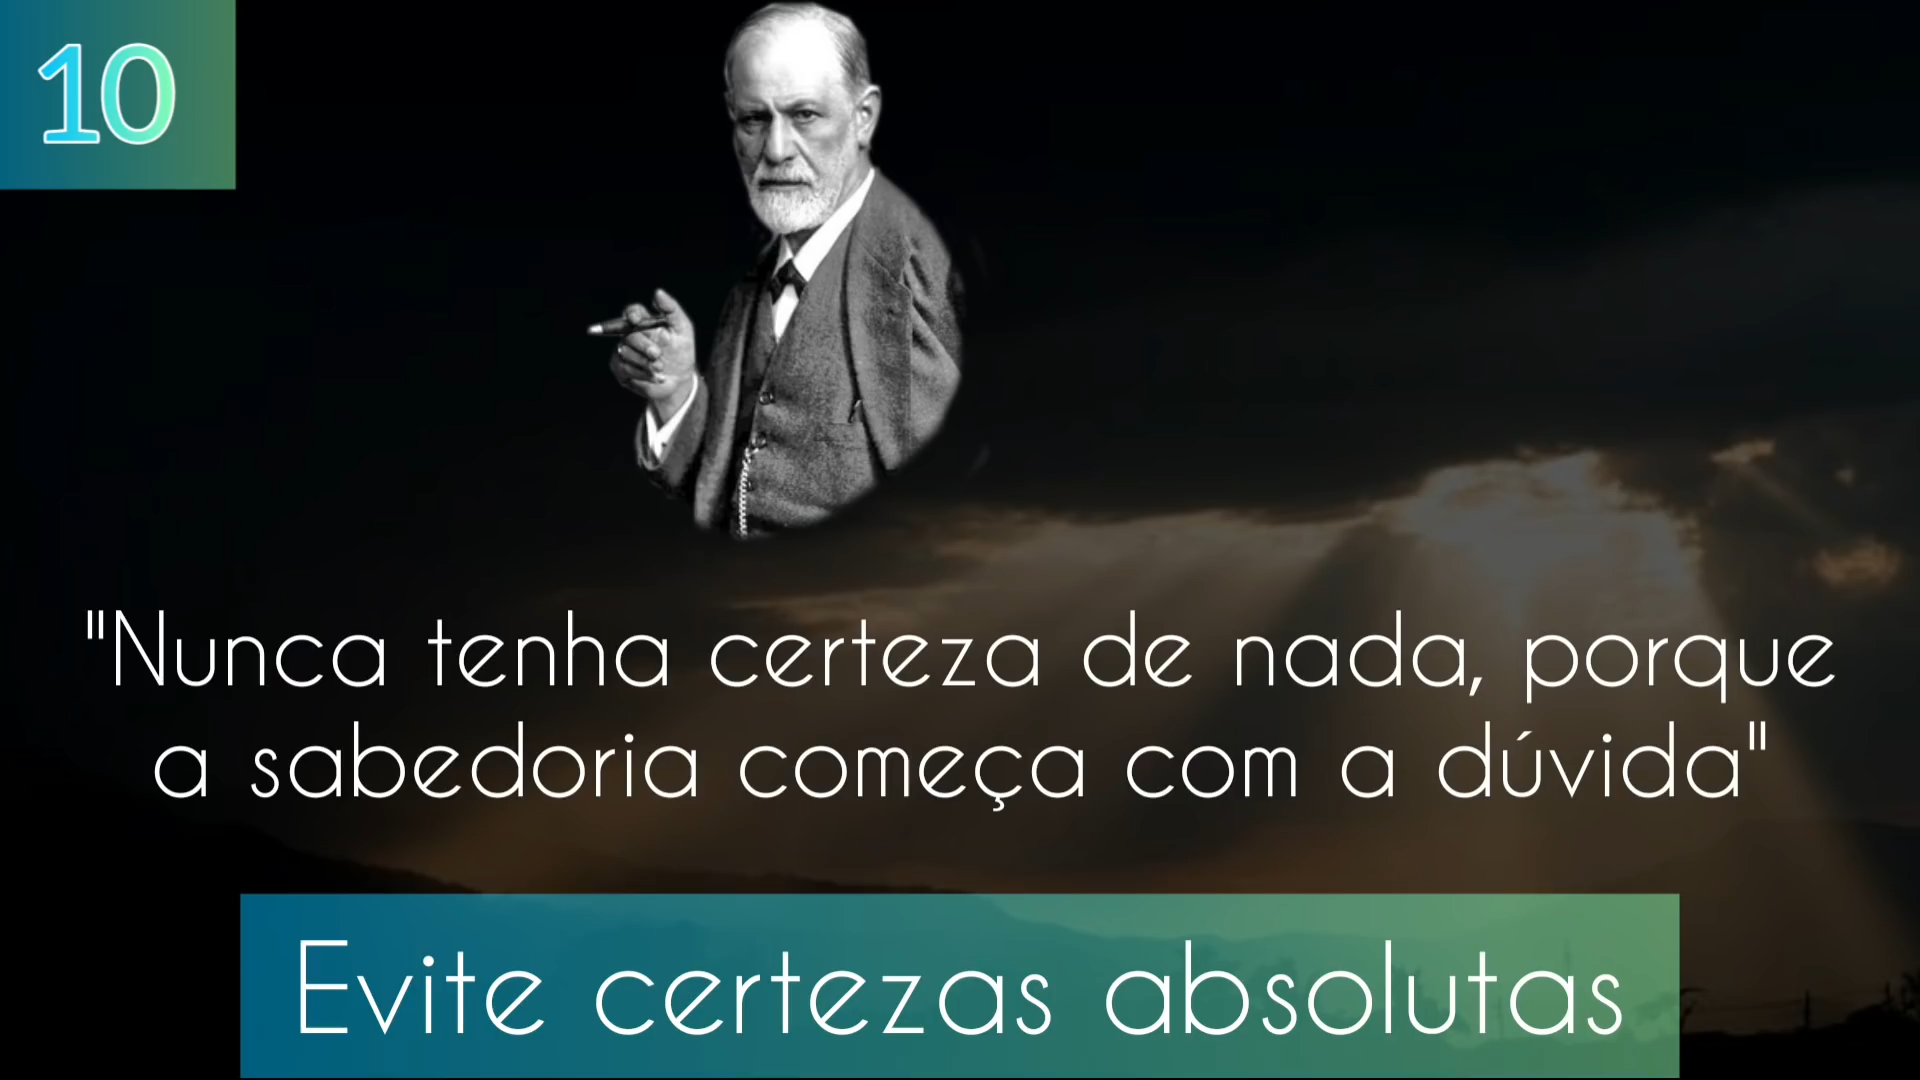 10
"Nunca tenha certeza de nada, porque
a sabedoria começa com a dúvida"
Evite certezas absolutas